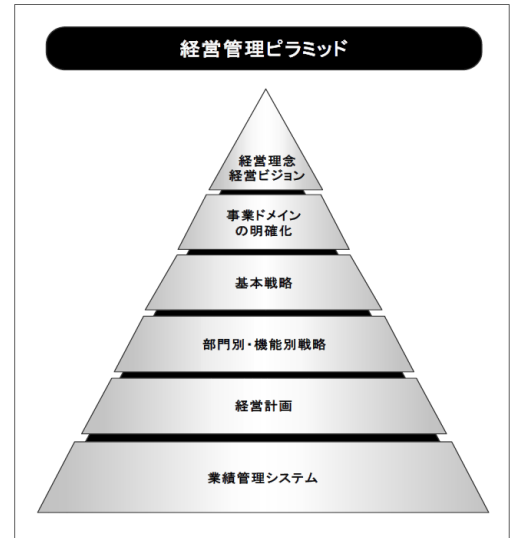 経営管理ピラミッド
経営理念
経営ビジョン
事業ドメイン
の明確化
基本戦略
部門別・機能別戦略
経営計画
業績管理システム